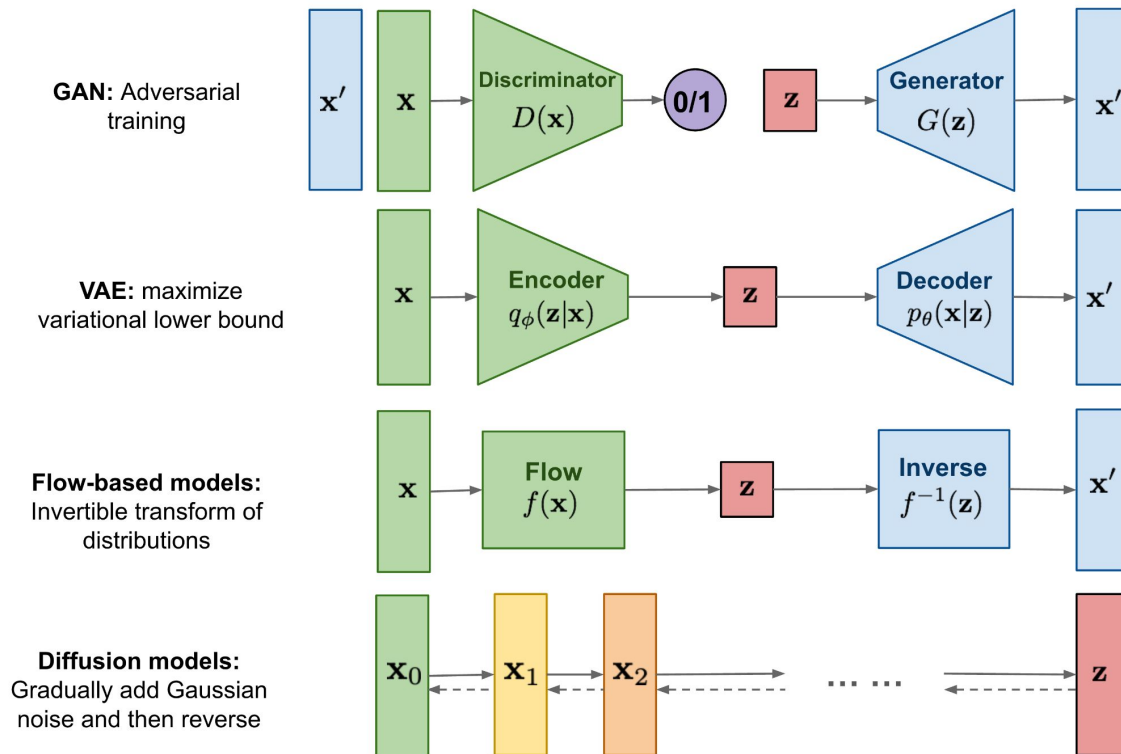 GAN: Adversarial
training
x′
x
Discriminator
D(x)
0/1
z
Generator
G(z)
x′
VAE: maximize
variational lower bound
x
Encoder
qϕ(z|x)
z
Decoder
pθ(x|z)
x′
Flow-based models:
Invertible transform of
distributions
x
Flow
f(x)
z
Inverse
f⁻¹(z)
x′
Diffusion models:
Gradually add Gaussian
noise and then reverse
x₀
x₁
x₂
... ...
z